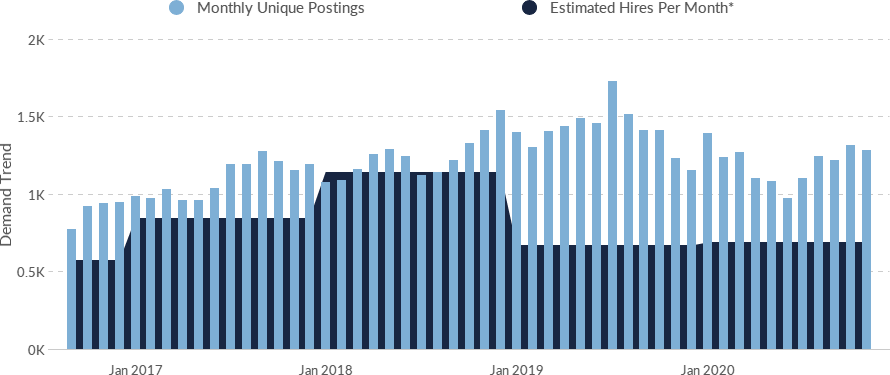 Monthly Unique Postings
Estimated Hires Per Month*
2K
1.5K
1K
0.5K
0K
Demand Trend
Jan 2017
Jan 2018
Jan 2019
Jan 2020